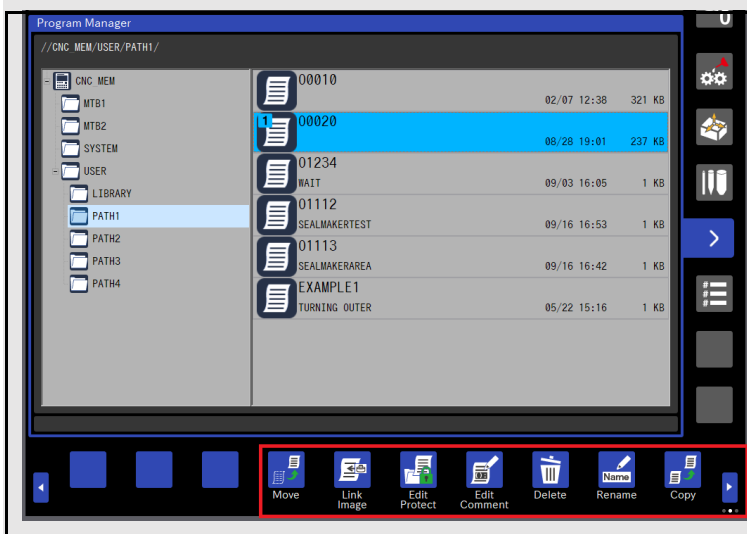 Program Manager
0
//CNC_MEM/USER/PATH1/
CNC_MEM
MTB1
MTB2
SYSTEM
USER
LIBRARY
PATH1
PATH2
PATH3
PATH4
O0010
02/07 12:38 321 KB
1
O0020
08/28 19:01 237 KB
O1234
WAIT 09/03 16:05 1 KB
O1112
SEALMAKERTEST 09/16 16:53 1 KB
O1113
SEALMAKERAREA 09/16 16:42 1 KB
EXAMPLE1
TURNING OUTER 05/22 15:16 1 KB
Move
Link
Image
Edit
Protect
Edit
Comment
Delete
Name
Rename
Copy